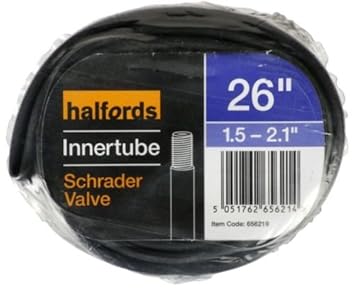 halfords
Innertube
Schrader
Valve
26"
1.5 – 2.1"
5 051762 656214
Item Code: 656219